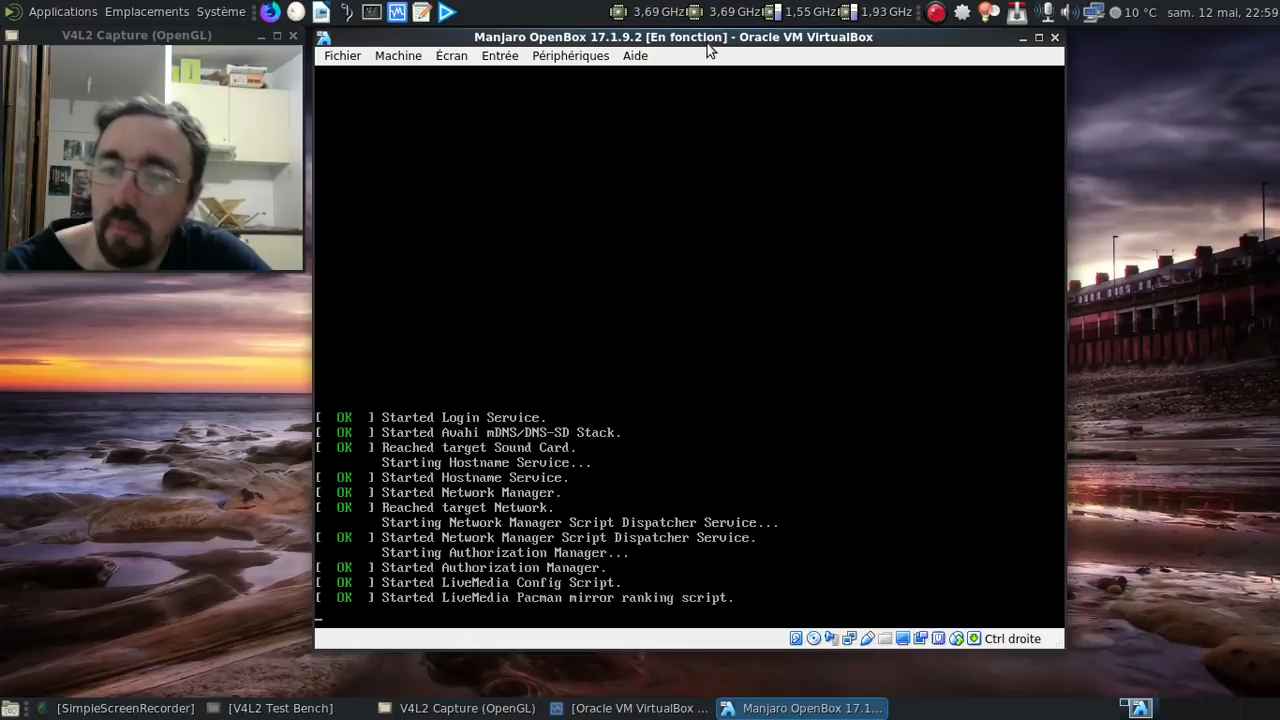 Applications Emplacements Système
3,69 GHz 3,69 GHz 1,55 GHz 1,93 GHz 10 °C sam. 12 mai, 22:59
V4L2 Capture (OpenGL)
Manjaro OpenBox 17.1.9.2 [En fonction] - Oracle VM VirtualBox
Fichier Machine Écran Entrée Périphériques Aide
[ OK ] Started Login Service.
[ OK ] Started Avahi mDNS/DNS-SD Stack.
[ OK ] Reached target Sound Card.
Starting Hostname Service...
[ OK ] Started Hostname Service.
[ OK ] Started Network Manager.
[ OK ] Reached target Network.
Starting Network Manager Script Dispatcher Service...
[ OK ] Started Network Manager Script Dispatcher Service.
Starting Authorization Manager...
[ OK ] Started Authorization Manager.
[ OK ] Started LiveMedia Config Script.
[ OK ] Started LiveMedia Pacman mirror ranking script.
Ctrl droite
[SimpleScreenRecorder] [V4L2 Test Bench] V4L2 Capture (OpenGL) [Oracle VM VirtualBox ... Manjaro OpenBox 17.1...